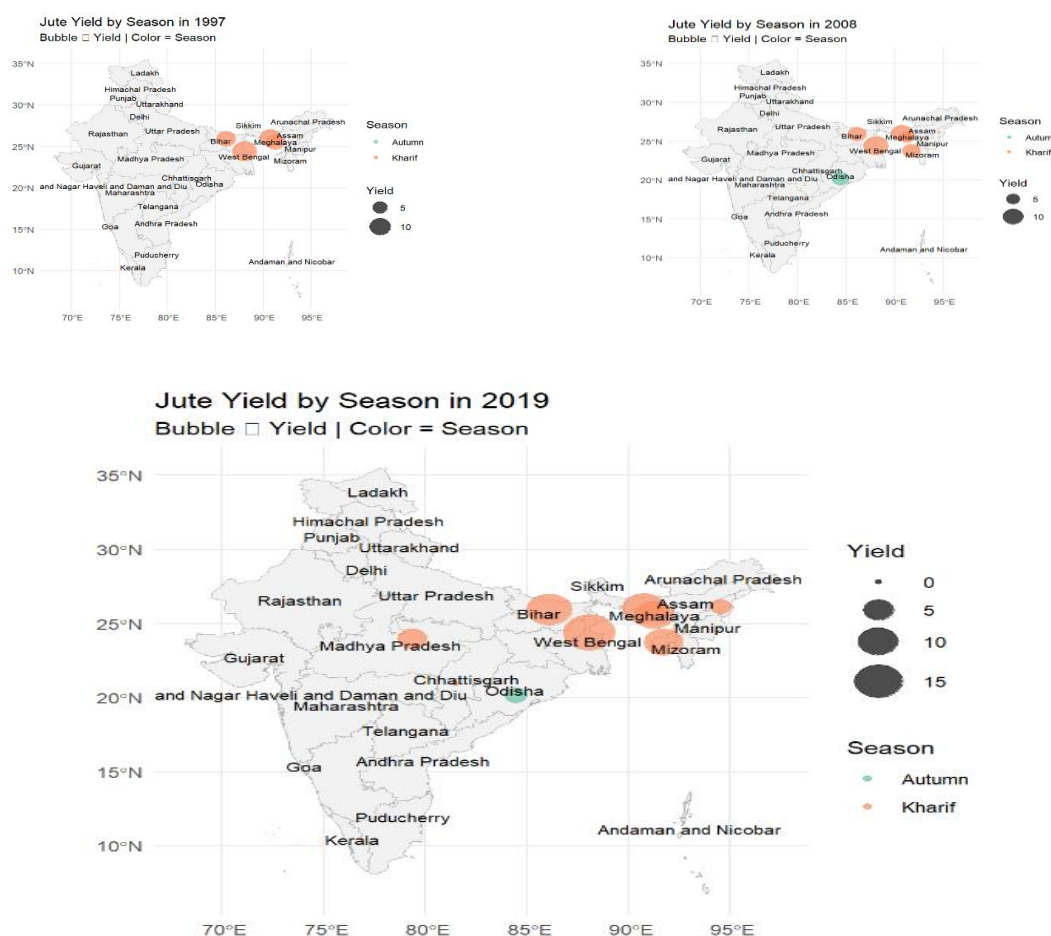 Jute Yield by Season in 1997
Bubble □ Yield | Color = Season
35°N
30°N
25°N
20°N
15°N
10°N
Ladakh
Himachal Pradesh
Punjab
Uttarakhand
Delhi
Rajasthan
Uttar Pradesh
Sikkim
Arunachal Pradesh
Bihar
Assam
Meghalaya
Manipur
West Bengal
Mizoram
Madhya Pradesh
Gujarat
Chhattisgarh
and Nagar Haveli and Daman and Diu
Odisha
Maharashtra
Telangana
Goa
Andhra Pradesh
Puducherry
Kerala
Andaman and Nicobar
70°E 75°E 80°E 85°E 90°E 95°E
Season
Autumn
Kharif
Yield
5
10
Jute Yield by Season in 2008
Bubble □ Yield | Color = Season
35°N
30°N
25°N
20°N
15°N
10°N
Ladakh
Himachal Pradesh
Punjab
Uttarakhand
Delhi
Rajasthan
Uttar Pradesh
Sikkim
Arunachal Pradesh
Bihar
Assam
Meghalaya
Manipur
West Bengal
Mizoram
Madhya Pradesh
Gujarat
Chhattisgarh
and Nagar Haveli and Daman and Diu
Odisha
Maharashtra
Telangana
Goa
Andhra Pradesh
Puducherry
Kerala
Andaman and Nicobar
70°E 75°E 80°E 85°E 90°E 95°E
Season
Autumn
Kharif
Yield
5
10
Jute Yield by Season in 2019
Bubble □ Yield | Color = Season
35°N
30°N
25°N
20°N
15°N
10°N
Ladakh
Himachal Pradesh
Punjab
Uttarakhand
Delhi
Rajasthan
Uttar Pradesh
Sikkim
Arunachal Pradesh
Bihar
Assam
Meghalaya
Manipur
West Bengal
Mizoram
Madhya Pradesh
Gujarat
Chhattisgarh
and Nagar Haveli and Daman and Diu
Odisha
Maharashtra
Telangana
Goa
Andhra Pradesh
Puducherry
Kerala
Andaman and Nicobar
70°E 75°E 80°E 85°E 90°E 95°E
Yield
0
5
10
15
Season
Autumn
Kharif